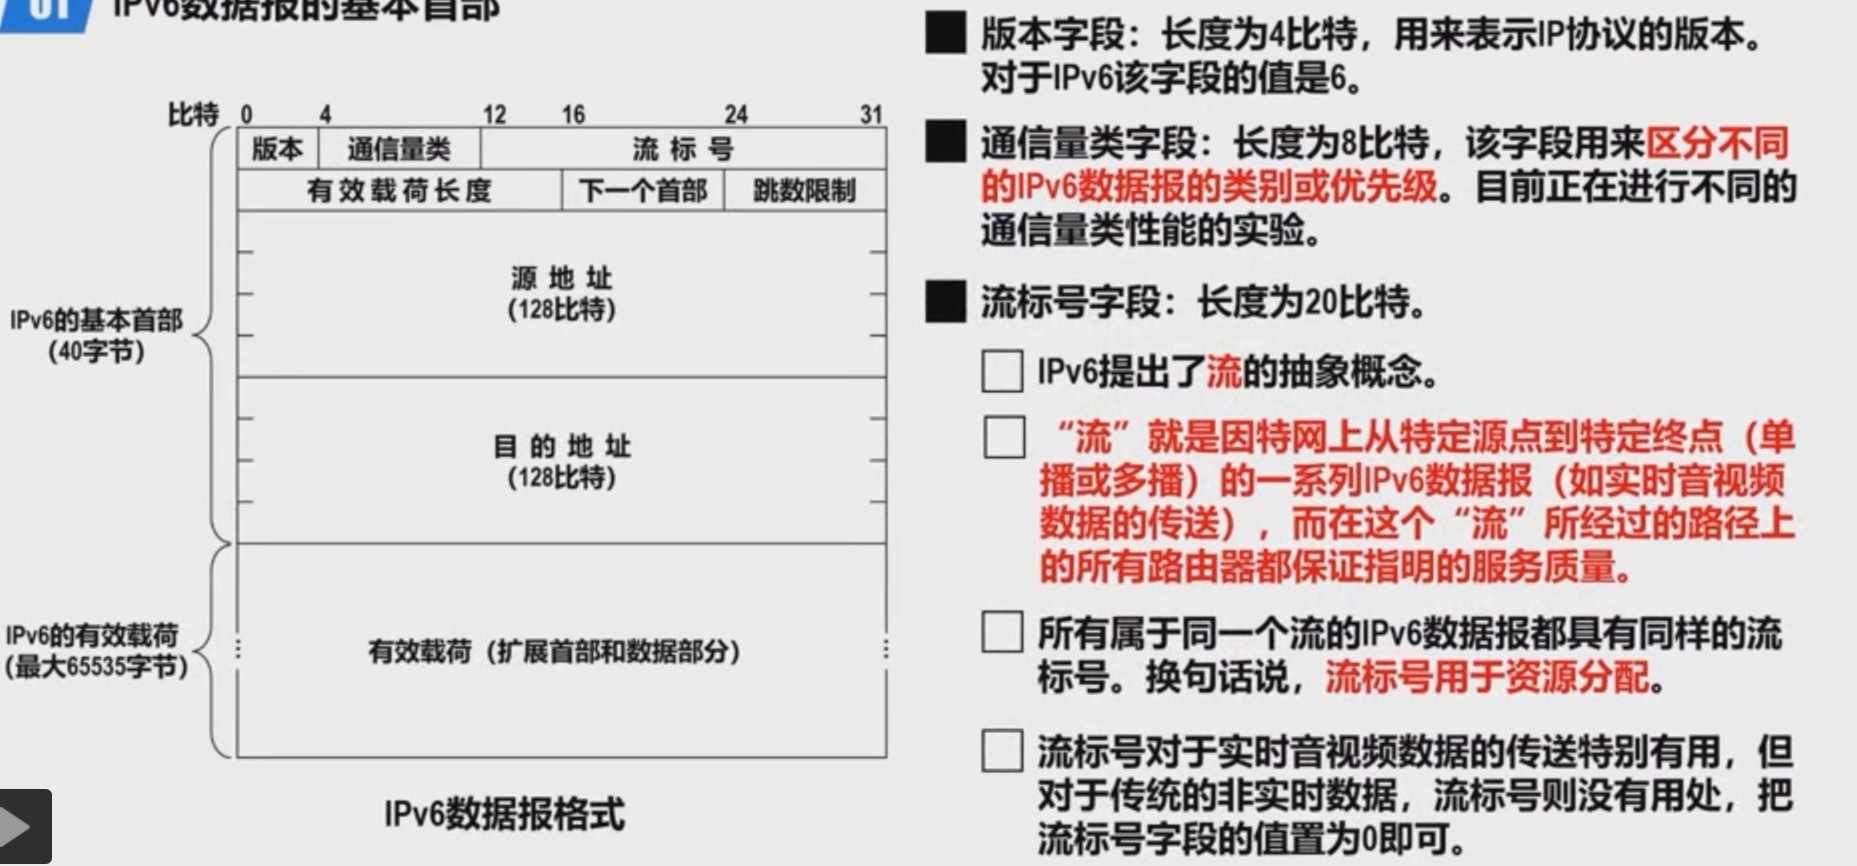 01 IPv6数据报的基本首部
比特 0 4 12 16 24 31
版本 通信量类 流标号
有效载荷长度 下一个首部 跳数限制
源地址
(128比特)
IPv6的基本首部
(40字节)
目的地址
(128比特)
IPv6的有效载荷
(最大65535字节)
有效载荷（扩展首部和数据部分）
IPv6数据报格式
版本字段：长度为4比特，用来表示IP协议的版本。
对于IPv6该字段的值是6。
通信量类字段：长度为8比特，该字段用来区分不同
的IPv6数据报的类别或优先级。目前正在进行不同的
通信量类性能的实验。
流标号字段：长度为20比特。
IPv6提出了流的抽象概念。
“流”就是因特网上从特定源点到特定终点（单
播或多播）的一系列IPv6数据报（如实时音视频
数据的传送），而在这个“流”所经过的路径上
的所有路由器都保证指明的服务质量。
所有属于同一个流的IPv6数据报都具有同样的流
标号。换句话说，流标号用于资源分配。
流标号对于实时音视频数据的传送特别有用，但
对于传统的非实时数据，流标号则没有用处，把
流标号字段的值置为0即可。